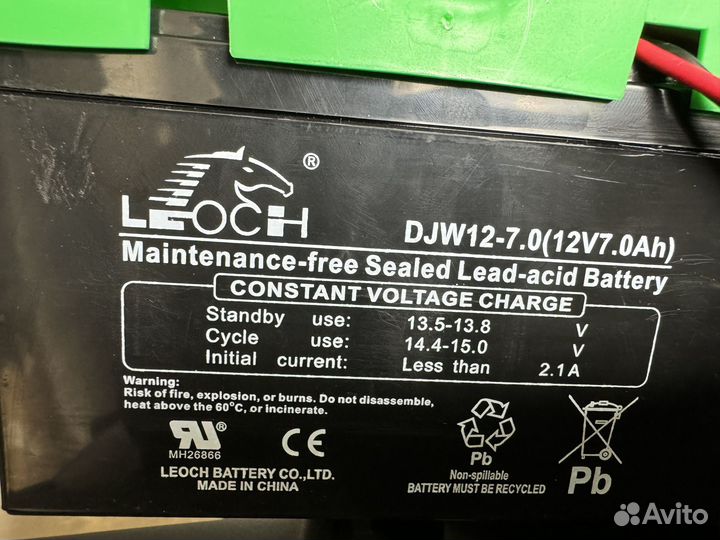 LEOCH ®
DJW12-7.0(12V7.0Ah)
Maintenance-free Sealed Lead-acid Battery
CONSTANT VOLTAGE CHARGE
Standby use: 13.5-13.8 V
Cycle use: 14.4-15.0 V
Initial current: Less than 2.1A
Warning:
Risk of fire, explosion, or burns. Do not disassemble,
heat above the 60°C, or incinerate.
RU ®
MH26866
CE
LEOCH BATTERY CO.,LTD.
MADE IN CHINA
Pb
Non-spillable
BATTERY MUST BE RECYCLED
Pb
Avito